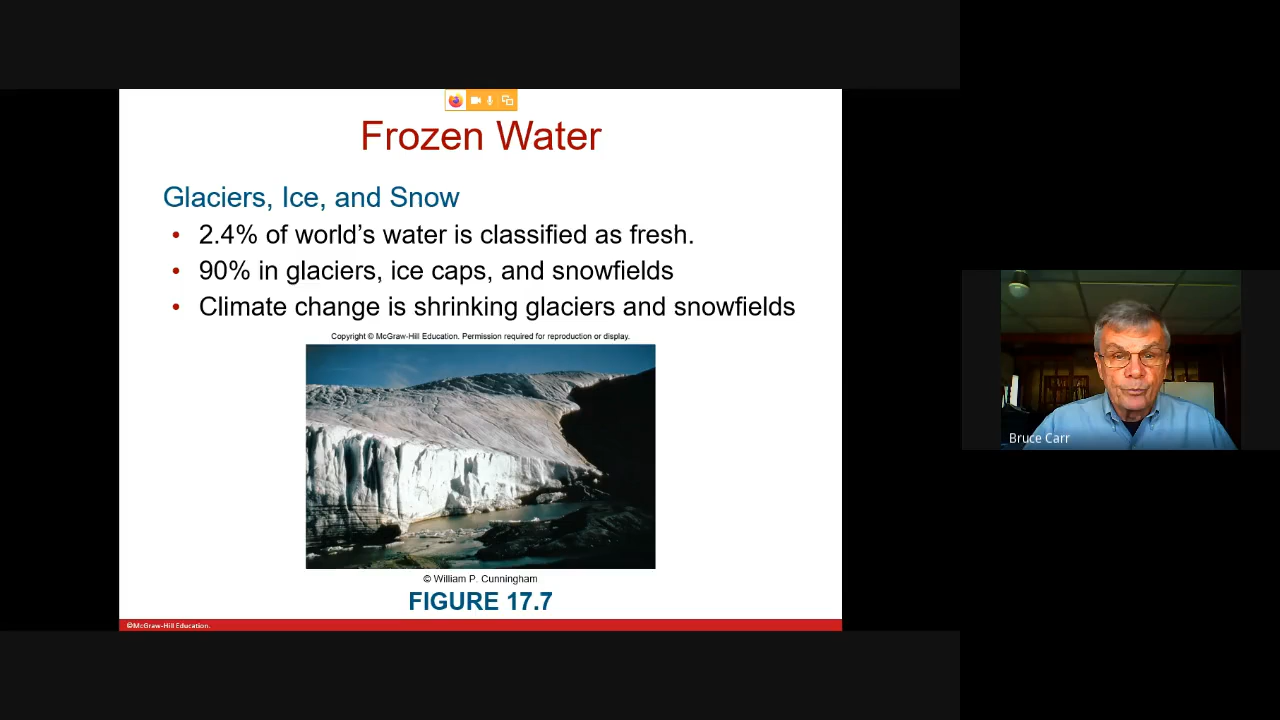 Frozen Water
Glaciers, Ice, and Snow
• 2.4% of world's water is classified as fresh.
• 90% in glaciers, ice caps, and snowfields
• Climate change is shrinking glaciers and snowfields
Copyright © McGraw-Hill Education. Permission required for reproduction or display.
© William P. Cunningham
FIGURE 17.7
©McGraw-Hill Education.
Bruce Carr